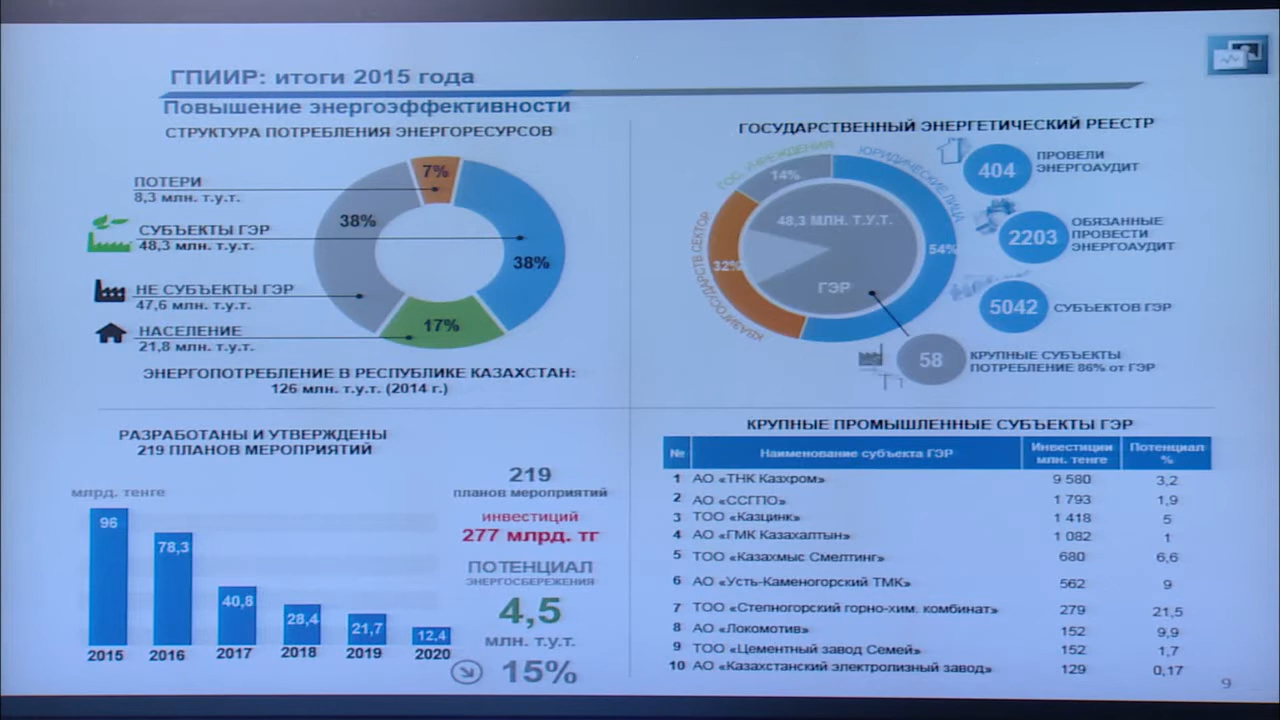 ГПИИР: итоги 2015 года
Повышение энергоэффективности
СТРУКТУРА ПОТРЕБЛЕНИЯ ЭНЕРГОРЕСУРСОВ
ПОТЕРИ
8,3 млн. т.у.т.
СУБЪЕКТЫ ГЭР
48,3 млн. т.у.т.
НЕ СУБЪЕКТЫ ГЭР
47,6 млн. т.у.т.
НАСЕЛЕНИЕ
21,8 млн. т.у.т.
7%
38%
38%
17%
ЭНЕРГОПОТРЕБЛЕНИЕ В РЕСПУБЛИКЕ КАЗАХСТАН:
126 млн. т.у.т. (2014 г.)
ГОСУДАРСТВЕННЫЙ ЭНЕРГЕТИЧЕСКИЙ РЕЕСТР
ГОС. УЧРЕЖДЕНИЯ
ЮРИДИЧЕСКИЕ ЛИЦА
КВАЗИГОСУДАРСТВ.СЕКТОР
14%
54%
32%
48,3 МЛН. Т.У.Т.
ГЭР
404
ПРОВЕЛИ
ЭНЕРГОАУДИТ
2203
ОБЯЗАННЫЕ
ПРОВЕСТИ
ЭНЕРГОАУДИТ
5042
СУБЪЕКТОВ ГЭР
58
КРУПНЫЕ СУБЪЕКТЫ
ПОТРЕБЛЕНИЕ 86% от ГЭР
РАЗРАБОТАНЫ И УТВЕРЖДЕНЫ
219 ПЛАНОВ МЕРОПРИЯТИЙ
млрд. тенге
96
78,3
40,8
28,4
21,7
12,4
2015 2016 2017 2018 2019 2020
219
планов мероприятий
инвестиций
277 млрд. тг
ПОТЕНЦИАЛ
ЭНЕРГОСБЕРЕЖЕНИЯ
4,5
млн. т.у.т.
15%
КРУПНЫЕ ПРОМЫШЛЕННЫЕ СУБЪЕКТЫ ГЭР
№ Наименование субъекта ГЭР Инвестиции млн. тенге Потенциал %
1 АО «ТНК Казхром» 9 580 3,2
2 АО «ССГПО» 1 793 1,9
3 ТОО «Казцинк» 1 418 5
4 АО «ГМК Казахалтын» 1 082 1
5 ТОО «Казахмыс Смелтинг» 680 6,6
6 АО «Усть-Каменогорский ТМК» 562 9
7 ТОО «Степногорский горно-хим. комбинат» 279 21,5
8 АО «Локомотив» 152 9,9
9 ТОО «Цементный завод Семей» 152 1,7
10 АО «Казахстанский электролизный завод» 129 0,17
9